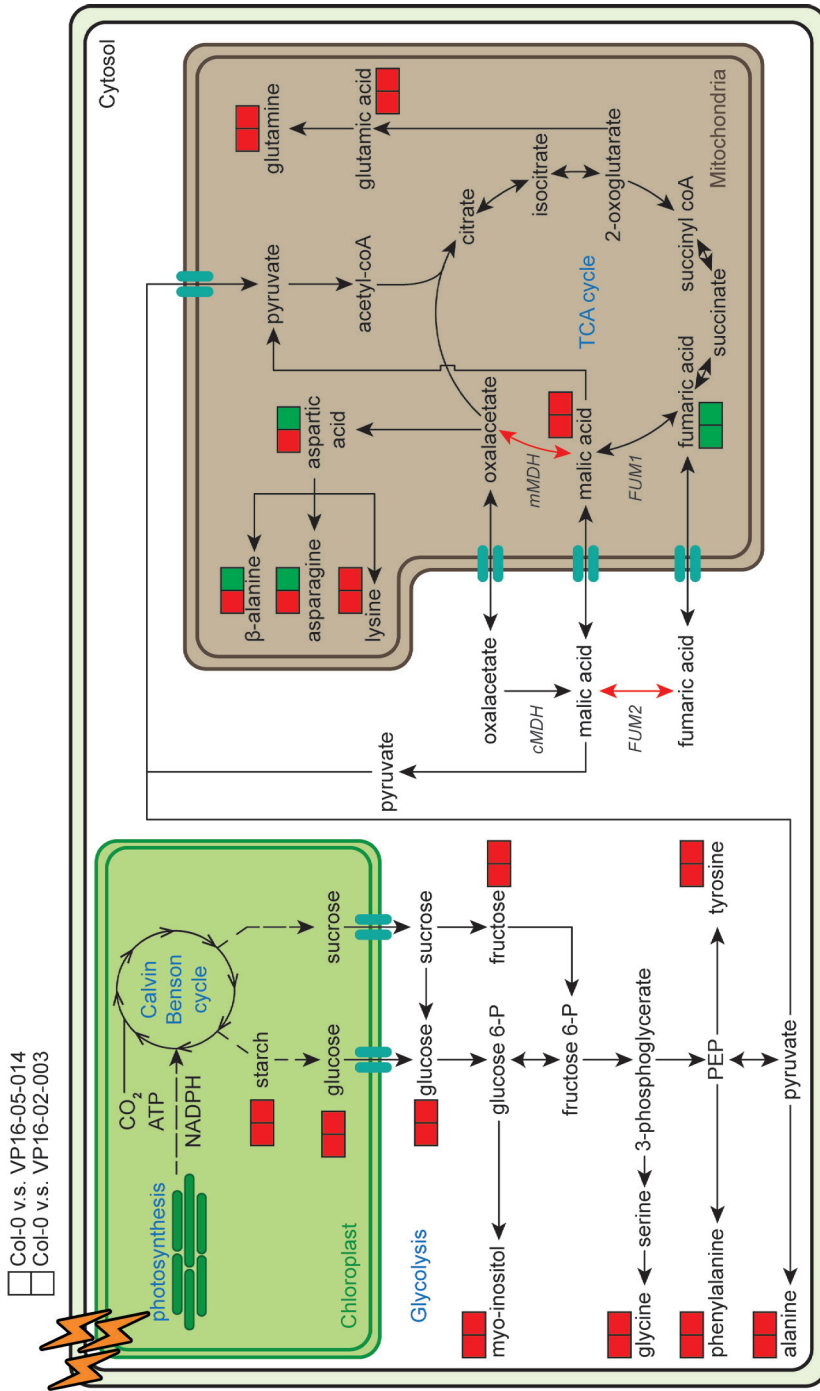 Col-0 v.s. VP16-05-014
Col-0 v.s. VP16-02-003
Cytosol
photosynthesis
CO2
ATP
NADPH
Calvin
Benson
cycle
starch
glucose
sucrose
Chloroplast
Glycolysis
glucose
sucrose
myo-inositol
glucose 6-P
fructose
fructose 6-P
glycine
serine
3-phosphoglycerate
phenylalanine
PEP
tyrosine
alanine
pyruvate
pyruvate
oxalacetate
cMDH
malic acid
FUM2
fumaric acid
β-alanine
asparagine
lysine
aspartic
acid
pyruvate
acetyl-coA
glutamine
glutamic acid
oxalacetate
mMDH
malic acid
FUM1
fumaric acid
TCA cycle
citrate
isocitrate
2-oxoglutarate
succinyl coA
succinate
Mitochondria